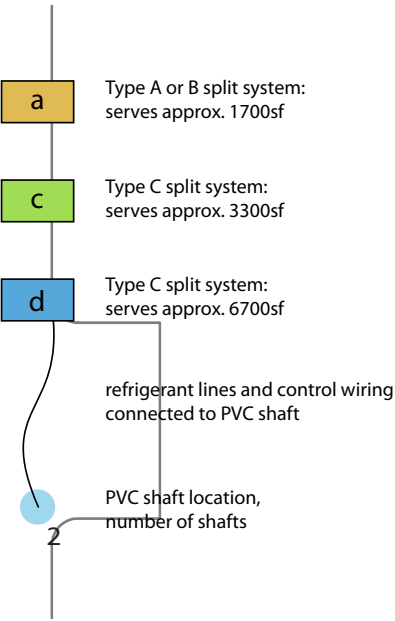 a
Type A or B split system:
serves approx. 1700sf
c
Type C split system:
serves approx. 3300sf
d
Type C split system:
serves approx. 6700sf
refrigerant lines and control wiring
connected to PVC shaft
PVC shaft location,
number of shafts
2